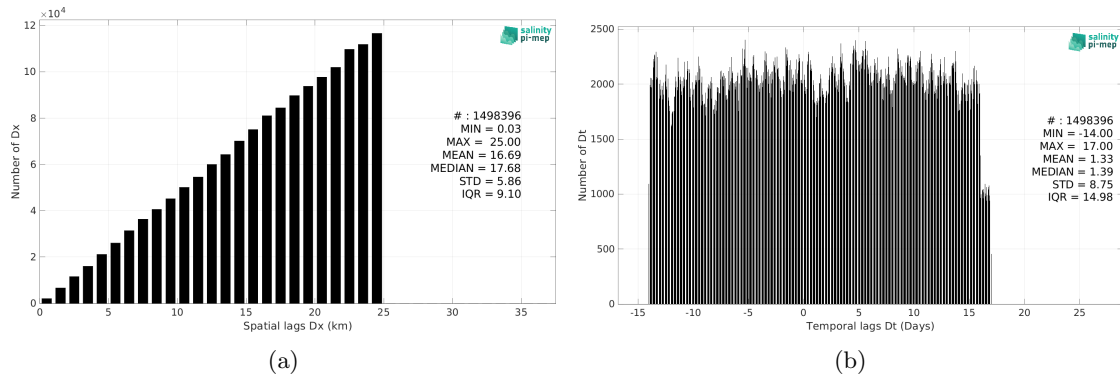 ×10⁴
12
10
8
6
4
2
0
Number of Dx
0 5 10 15 20 25 30 35
Spatial lags Dx (km)
salinity
pi-mep
# : 1498396
MIN = 0.03
MAX = 25.00
MEAN = 16.69
MEDIAN = 17.68
STD = 5.86
IQR = 9.10
(a)
2500
2000
1500
1000
500
0
Number of Dt
-15 -10 -5 0 5 10 15 20 25
Temporal lags Dt (Days)
salinity
pi-mep
# : 1498396
MIN = -14.00
MAX = 17.00
MEAN = 1.33
MEDIAN = 1.39
STD = 8.75
IQR = 14.98
(b)